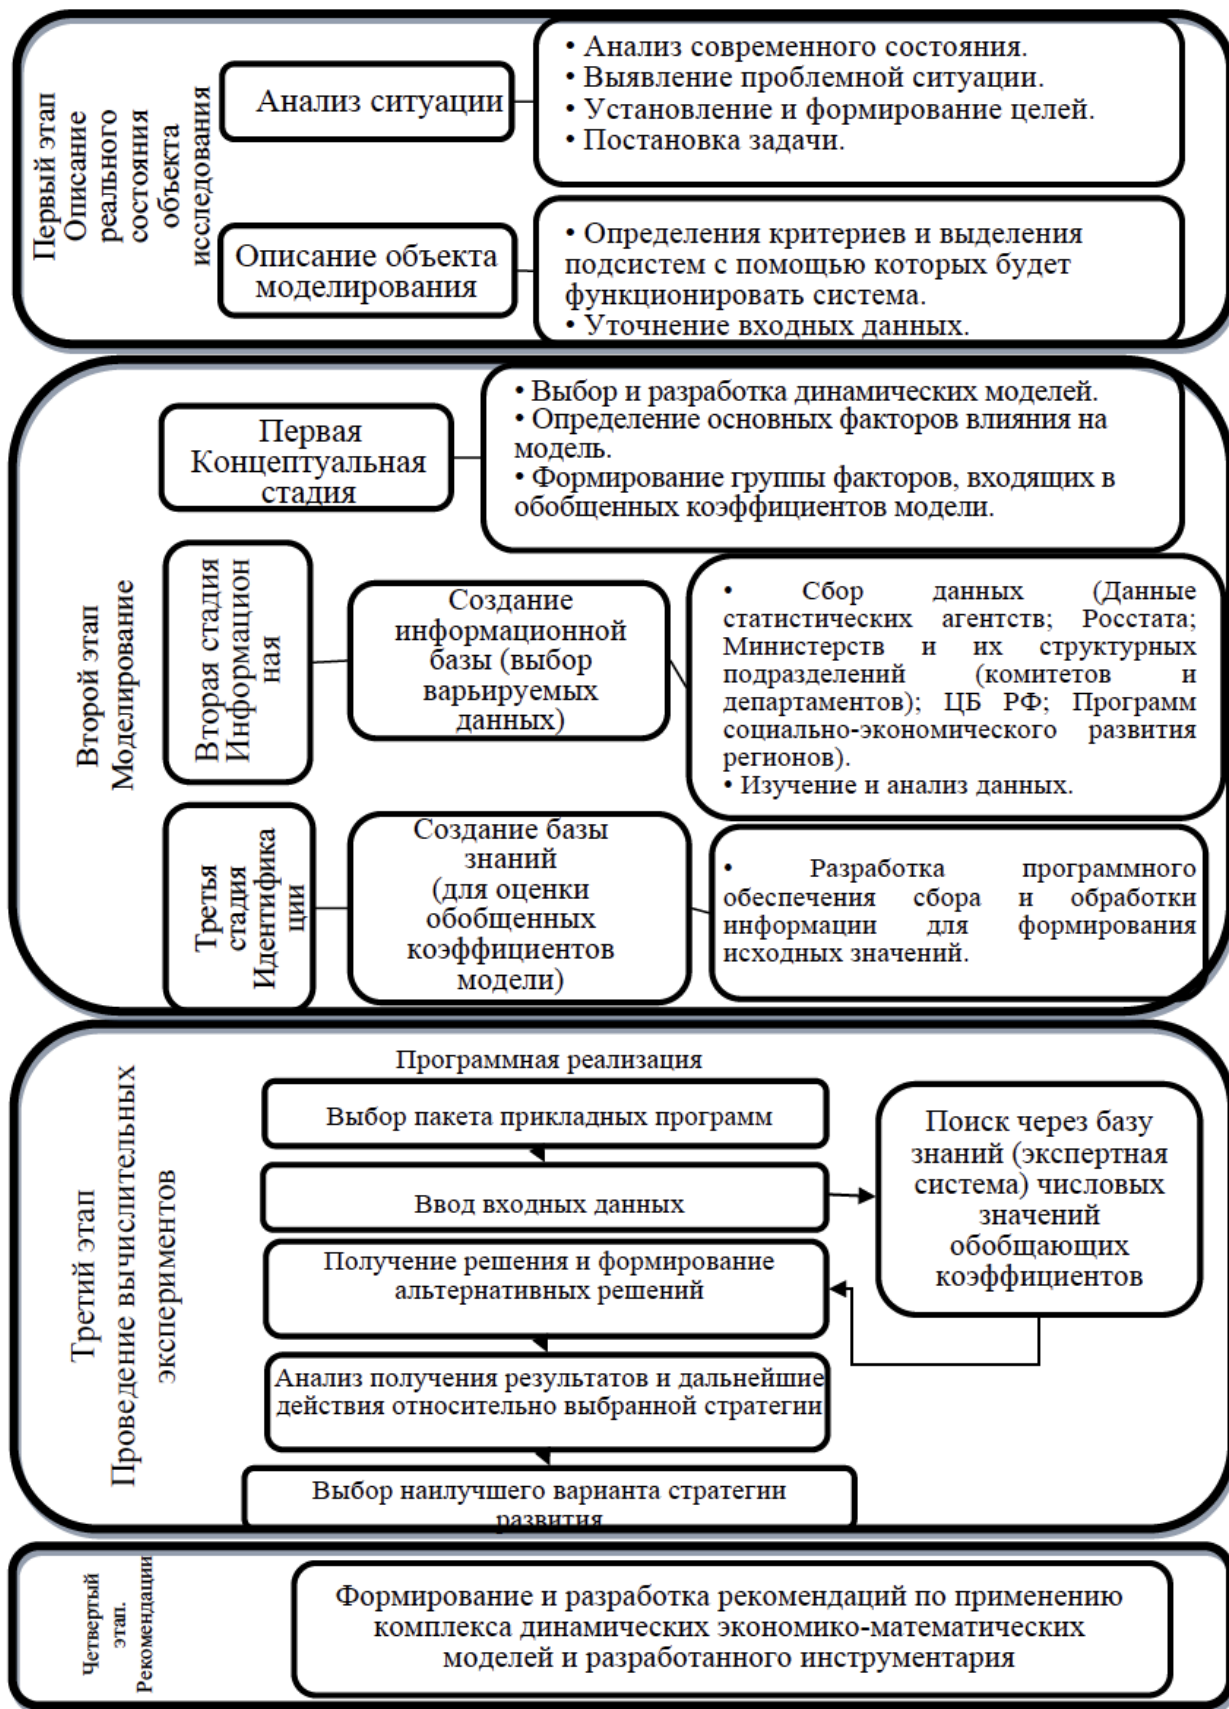 Первый этап
Описание
реального
состояния
объекта
исследования
Анализ ситуации
• Анализ современного состояния.
• Выявление проблемной ситуации.
• Установление и формирование целей.
• Постановка задачи.
Описание объекта
моделирования
• Определения критериев и выделения
подсистем с помощью которых будет
функционировать система.
• Уточнение входных данных.
Второй этап
Моделирование
Первая
Концептуальная
стадия
• Выбор и разработка динамических моделей.
• Определение основных факторов влияния на
модель.
• Формирование группы факторов, входящих в
обобщенных коэффициентов модели.
Вторая стадия
Информацион
ная
Создание
информационной
базы (выбор
варьируемых
данных)
• Сбор данных (Данные
статистических агентств; Росстата;
Министерств и их структурных
подразделений (комитетов и
департаментов); ЦБ РФ; Программ
социально-экономического развития
регионов).
• Изучение и анализ данных.
Третья
стадия
Идентифика
ции
Создание базы
знаний
(для оценки
обобщенных
коэффициентов
модели)
• Разработка программного
обеспечения сбора и обработки
информации для формирования
исходных значений.
Третий этап
Проведение вычислительных
экспериментов
Программная реализация
Выбор пакета прикладных программ
Ввод входных данных
Поиск через базу
знаний (экспертная
система) числовых
значений
обобщающих
коэффициентов
Получение решения и формирование
альтернативных решений
Анализ получения результатов и дальнейшие
действия относительно выбранной стратегии
Выбор наилучшего варианта стратегии
развития
Четвертый
этап.
Рекомендации
Формирование и разработка рекомендаций по применению
комплекса динамических экономико-математических
моделей и разработанного инструментария